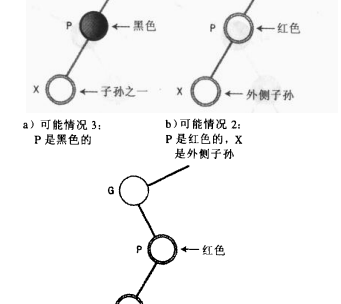 P
黑色
P
红色
X
子孙之一
X
外侧子孙
a) 可能情况 3:
P 是黑色的
b) 可能情况 2:
P 是红色的, X
是外侧子孙
G
P
红色